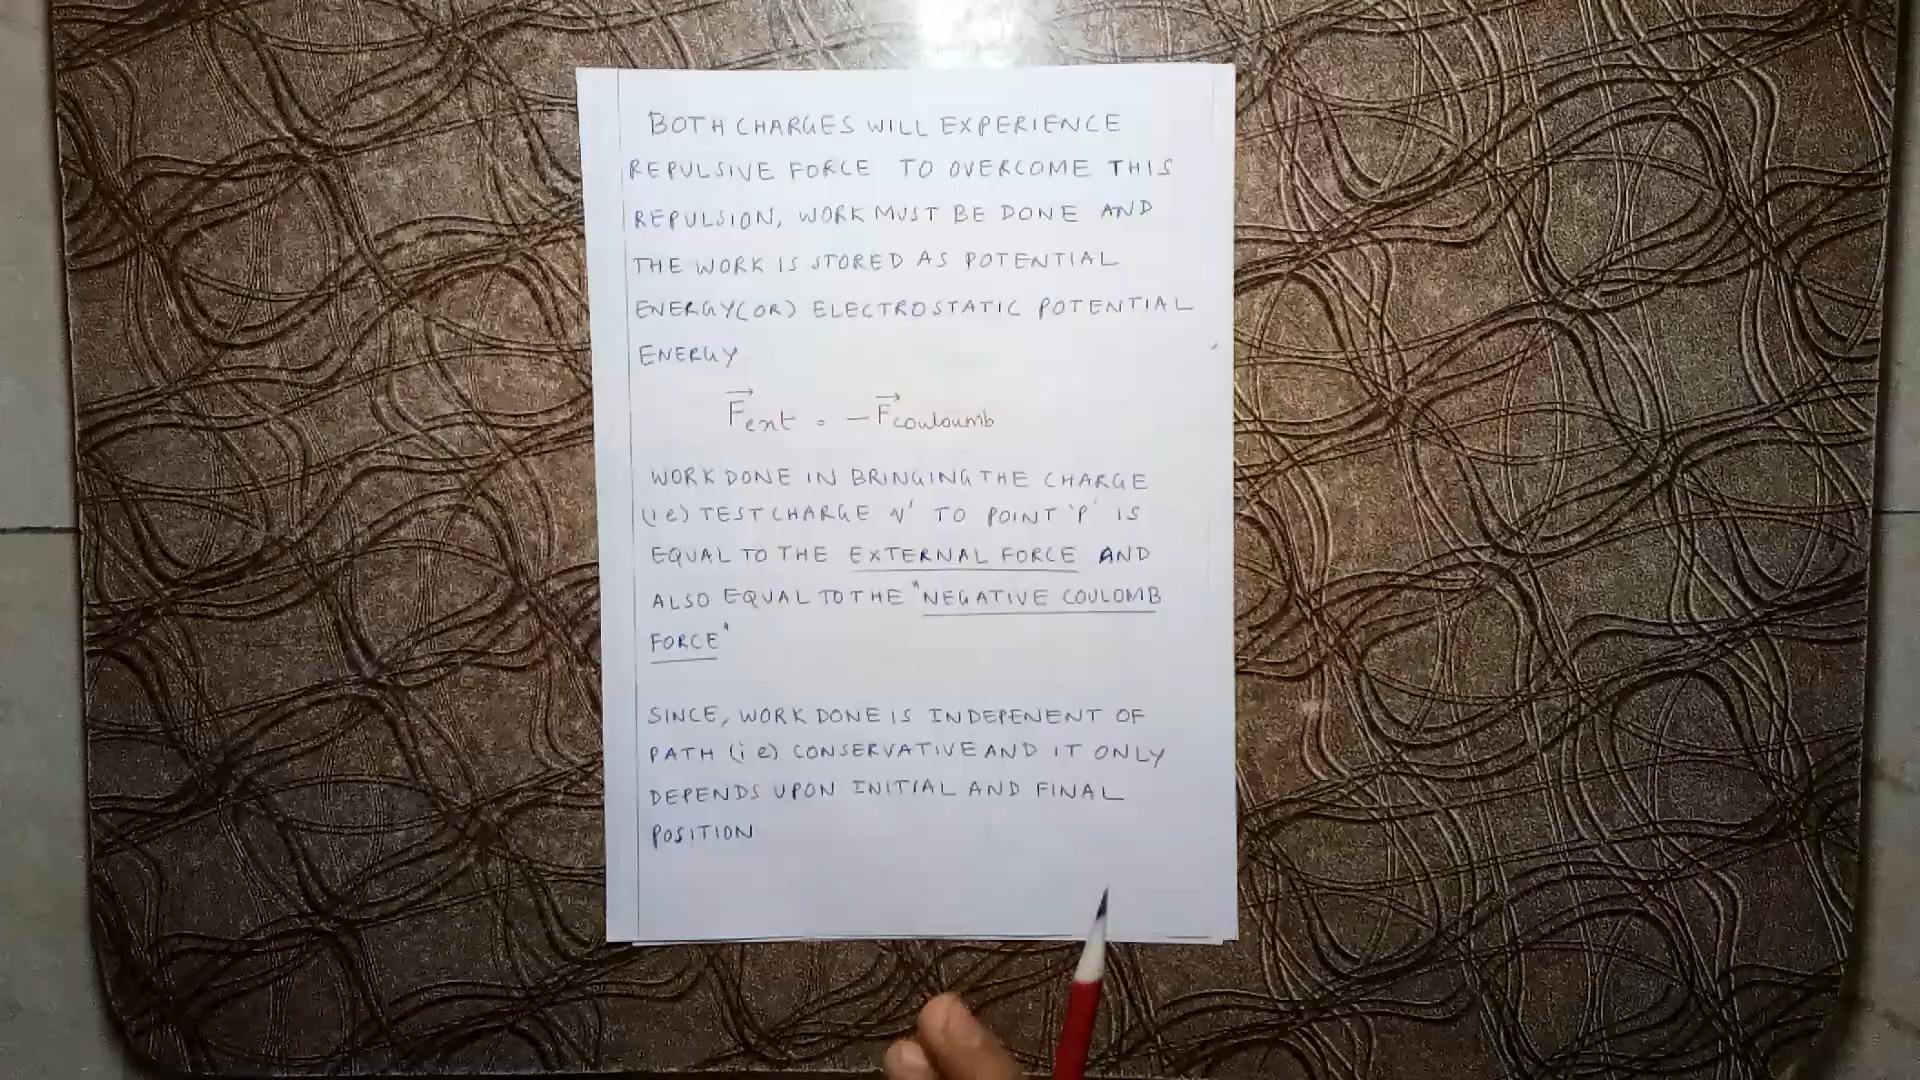 BOTH CHARGES WILL EXPERIENCE
REPULSIVE FORCE TO OVERCOME THIS
REPULSION, WORK MUST BE DONE AND
THE WORK IS STORED AS POTENTIAL
ENERGY(OR) ELECTROSTATIC POTENTIAL
ENERGY
F⃗ext = -F⃗couloumb
WORK DONE IN BRINGING THE CHARGE
(ie) TEST CHARGE TO POINT 'P' IS
EQUAL TO THE EXTERNAL FORCE AND
ALSO EQUAL TO THE "NEGATIVE COULOMB
FORCE"
SINCE, WORK DONE IS INDEPENENT OF
PATH (ie) CONSERVATIVE AND IT ONLY
DEPENDS UPON INITIAL AND FINAL
POSITION